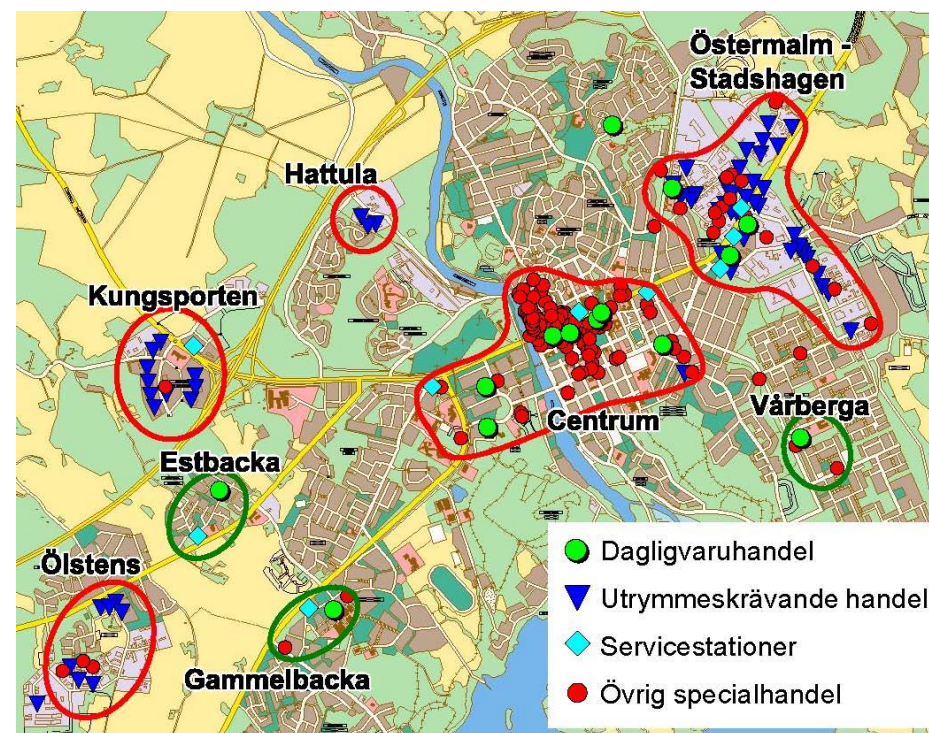 Östermalm -
Stadshagen
Hattula
Kungsporten
Centrum
Vårberga
Estbacka
Ölstens
Gammelbacka
Dagligvaruhandel
Utrymmeskrävande handel
Servicestationer
Övrig specialhandel